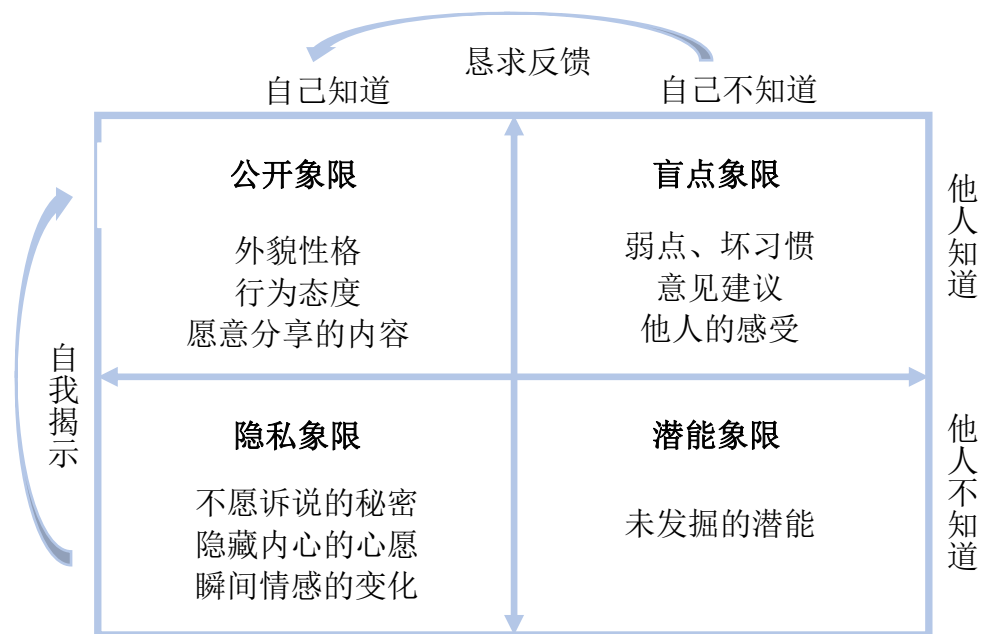 恳求反馈
自己知道
自己不知道
公开象限
外貌性格
行为态度
愿意分享的内容
盲点象限
弱点、坏习惯
意见建议
他人的感受
他人知道
自我揭示
隐私象限
不愿诉说的秘密
隐藏内心的心愿
瞬间情感的变化
潜能象限
未发掘的潜能
他人不知道